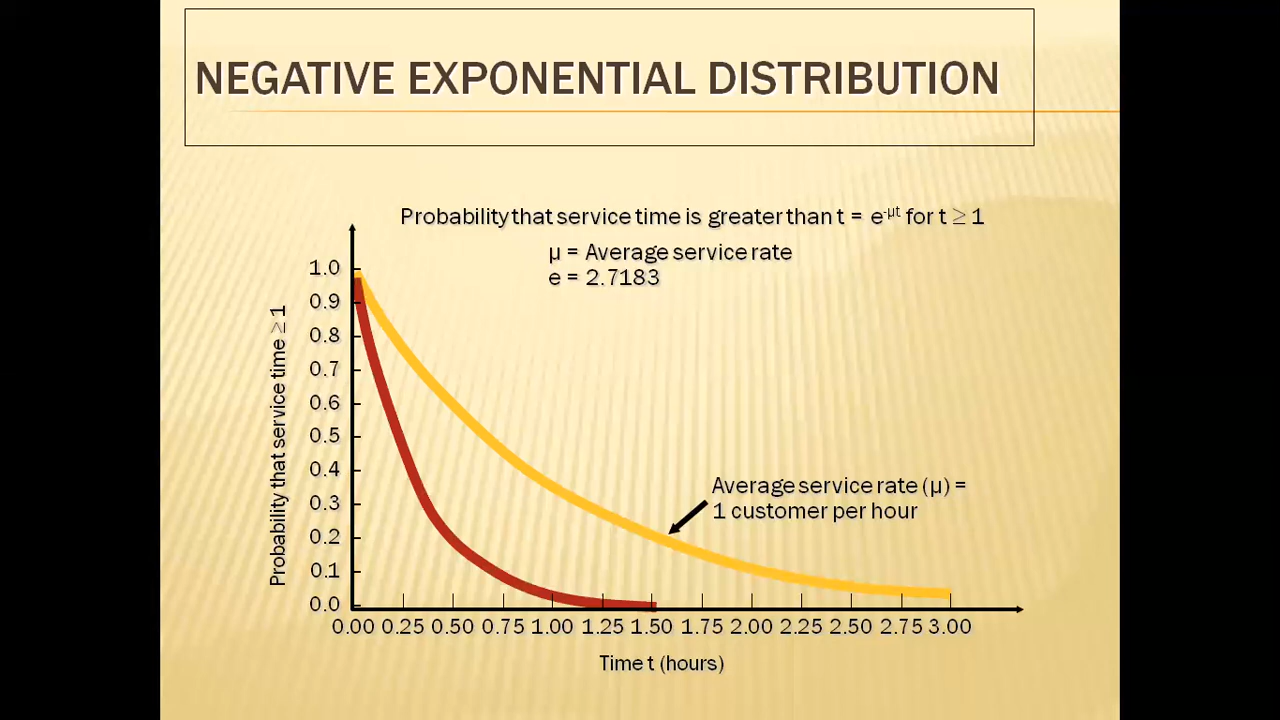 NEGATIVE EXPONENTIAL DISTRIBUTION
Probability that service time is greater than t = e^-µt for t ≥ 1
µ = Average service rate
e = 2.7183
Probability that service time ≥ 1
1.0
0.9
0.8
0.7
0.6
0.5
0.4
0.3
0.2
0.1
0.0
Average service rate (µ) =
1 customer per hour
0.00 0.25 0.50 0.75 1.00 1.25 1.50 1.75 2.00 2.25 2.50 2.75 3.00
Time t (hours)